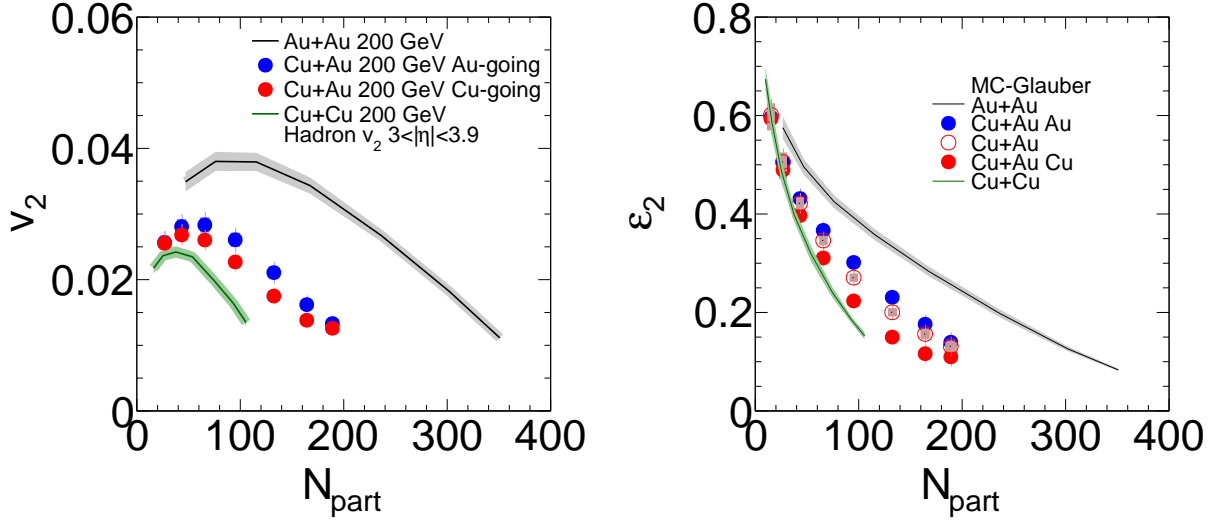 0.06
0.04
0.02
0
v2
Au+Au 200 GeV
Cu+Au 200 GeV Au-going
Cu+Au 200 GeV Cu-going
Cu+Cu 200 GeV
Hadron v2 3<|η|<3.9
0 100 200 300 400
Npart
0.8
0.6
0.4
0.2
ε2
MC-Glauber
Au+Au
Cu+Au Au
Cu+Au
Cu+Au Cu
Cu+Cu
0 100 200 300 400
Npart